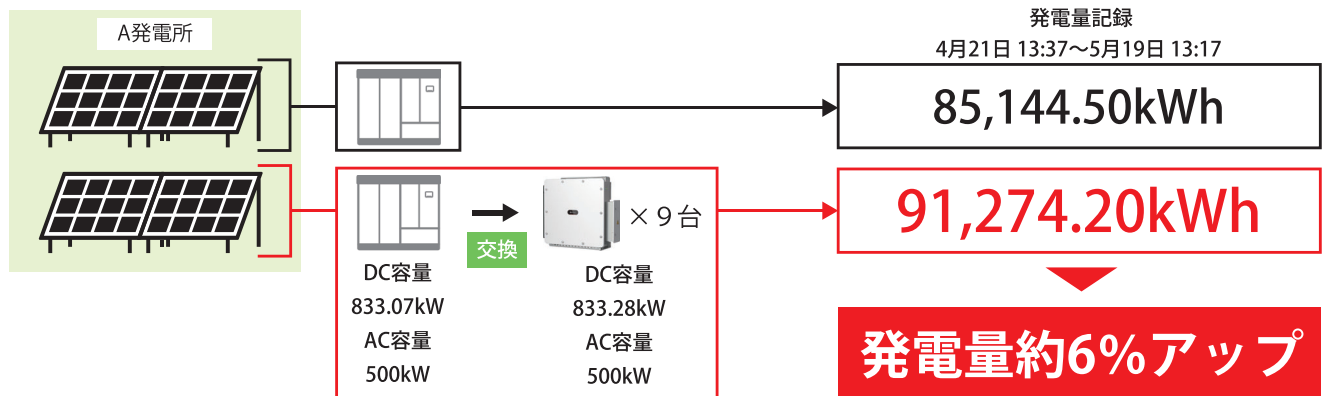 A発電所
発電量記録
4月21日 13:37～5月19日 13:17
85,144.50kWh
91,274.20kWh
交換
×９台
DC容量
833.07kW
AC容量
500kW
DC容量
833.28kW
AC容量
500kW
発電量約6%アップ